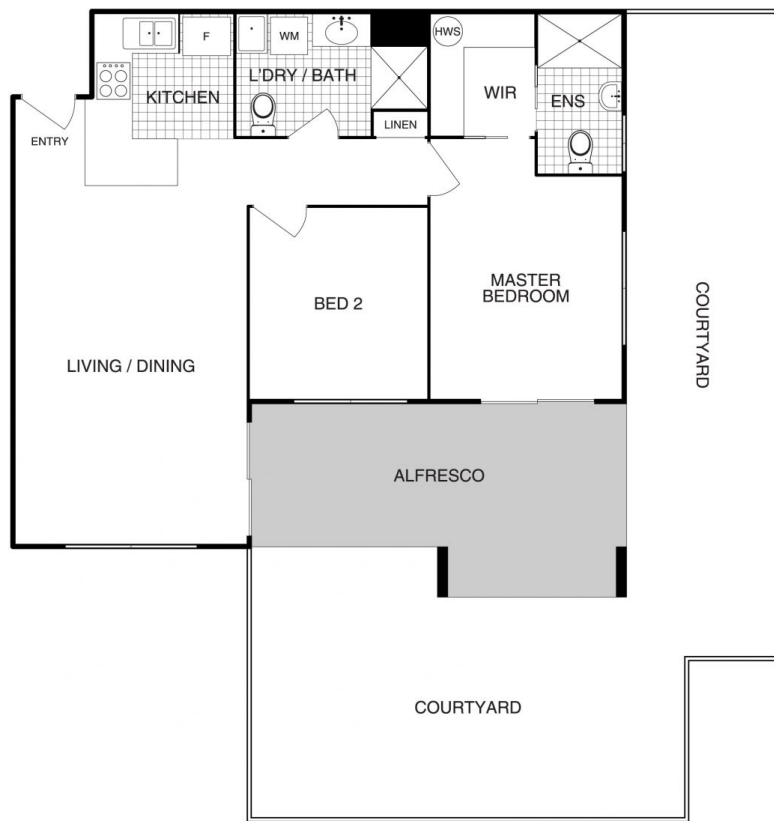 F
WM
HWS
L'DRY / BATH
KITCHEN
WIR
ENS
LINEN
ENTRY
MASTER
BEDROOM
BED 2
COURTYARD
LIVING / DINING
ALFRESCO
COURTYARD